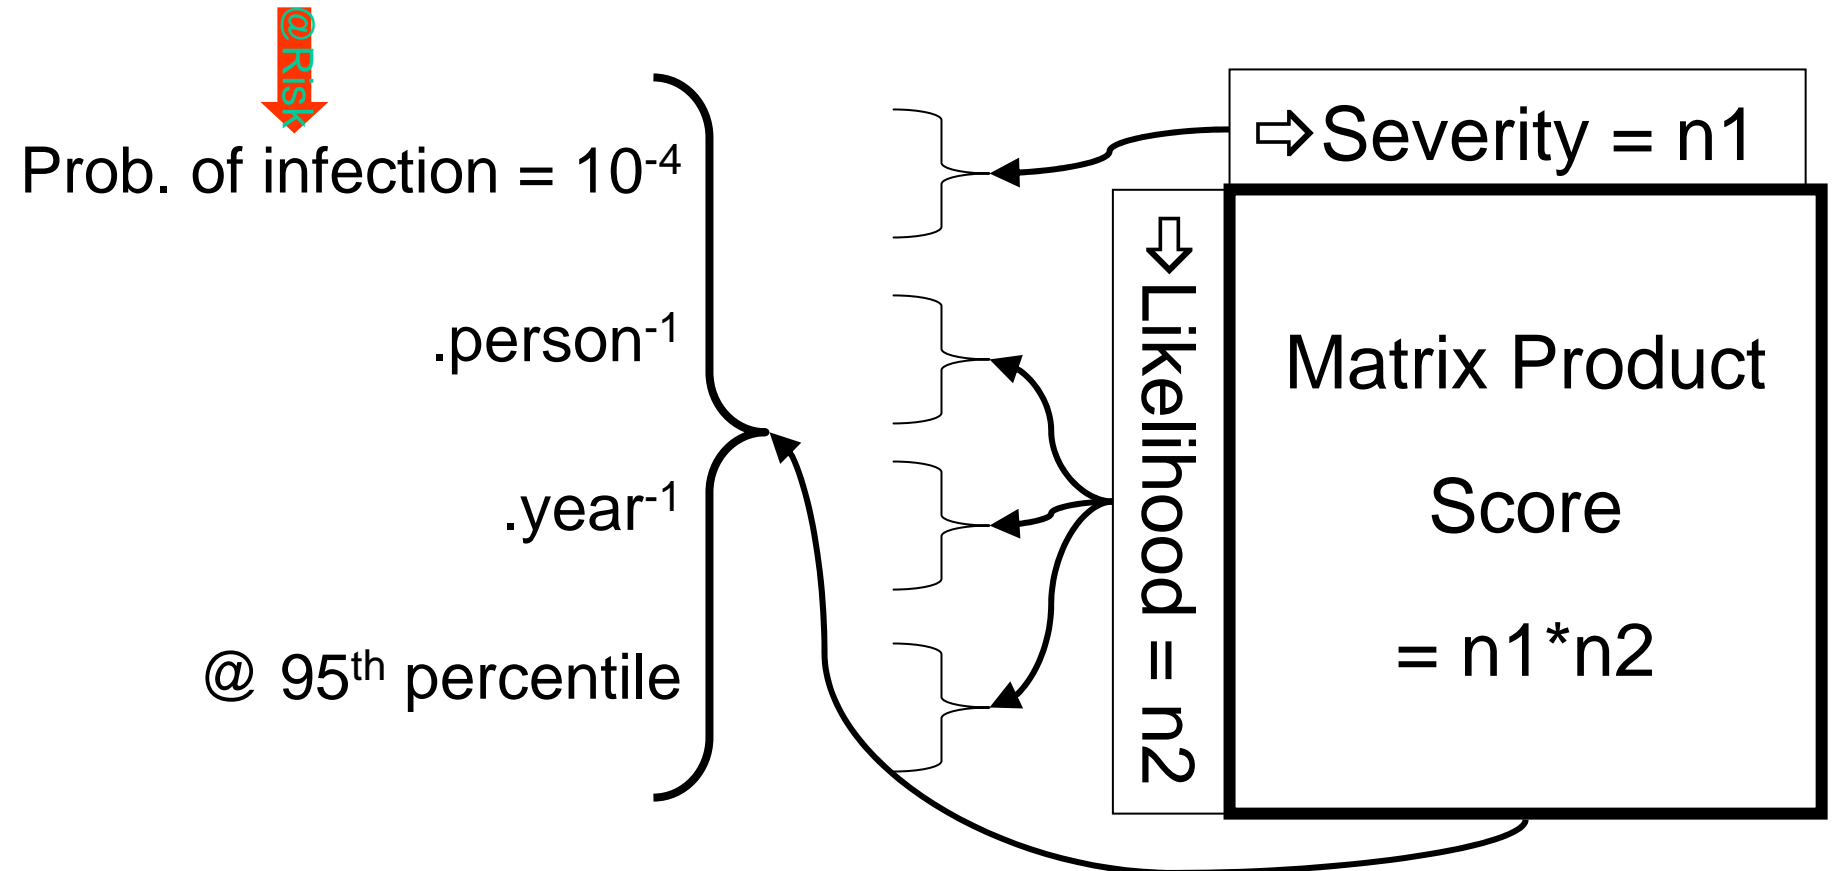 @Risk
Prob. of infection = 10⁻⁴
.person⁻¹
.year⁻¹
@ 95ᵗʰ percentile
⇨Severity = n1
⇨Likelihood = n2
Matrix Product
Score
= n1*n2